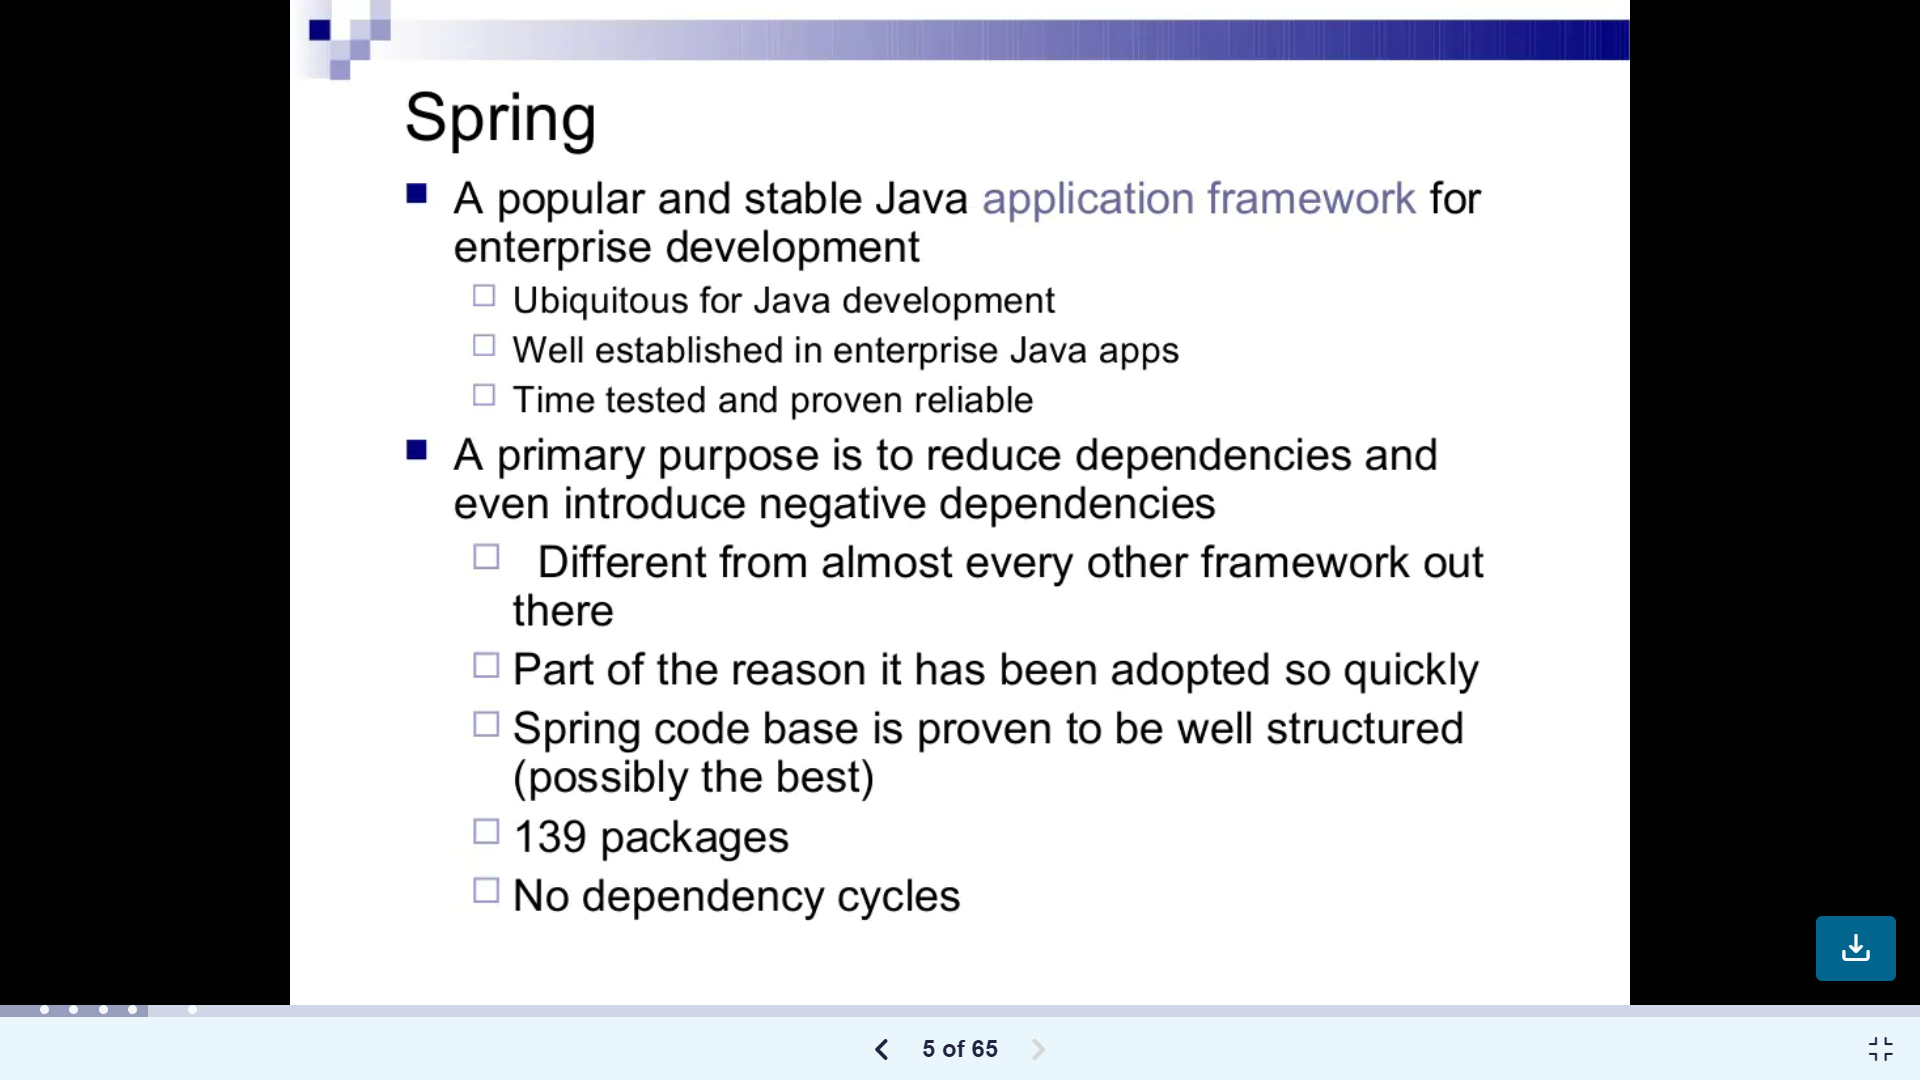 Spring
A popular and stable Java application framework for
enterprise development
Ubiquitous for Java development
Well established in enterprise Java apps
Time tested and proven reliable
A primary purpose is to reduce dependencies and
even introduce negative dependencies
Different from almost every other framework out
there
Part of the reason it has been adopted so quickly
Spring code base is proven to be well structured
(possibly the best)
139 packages
No dependency cycles
5 of 65